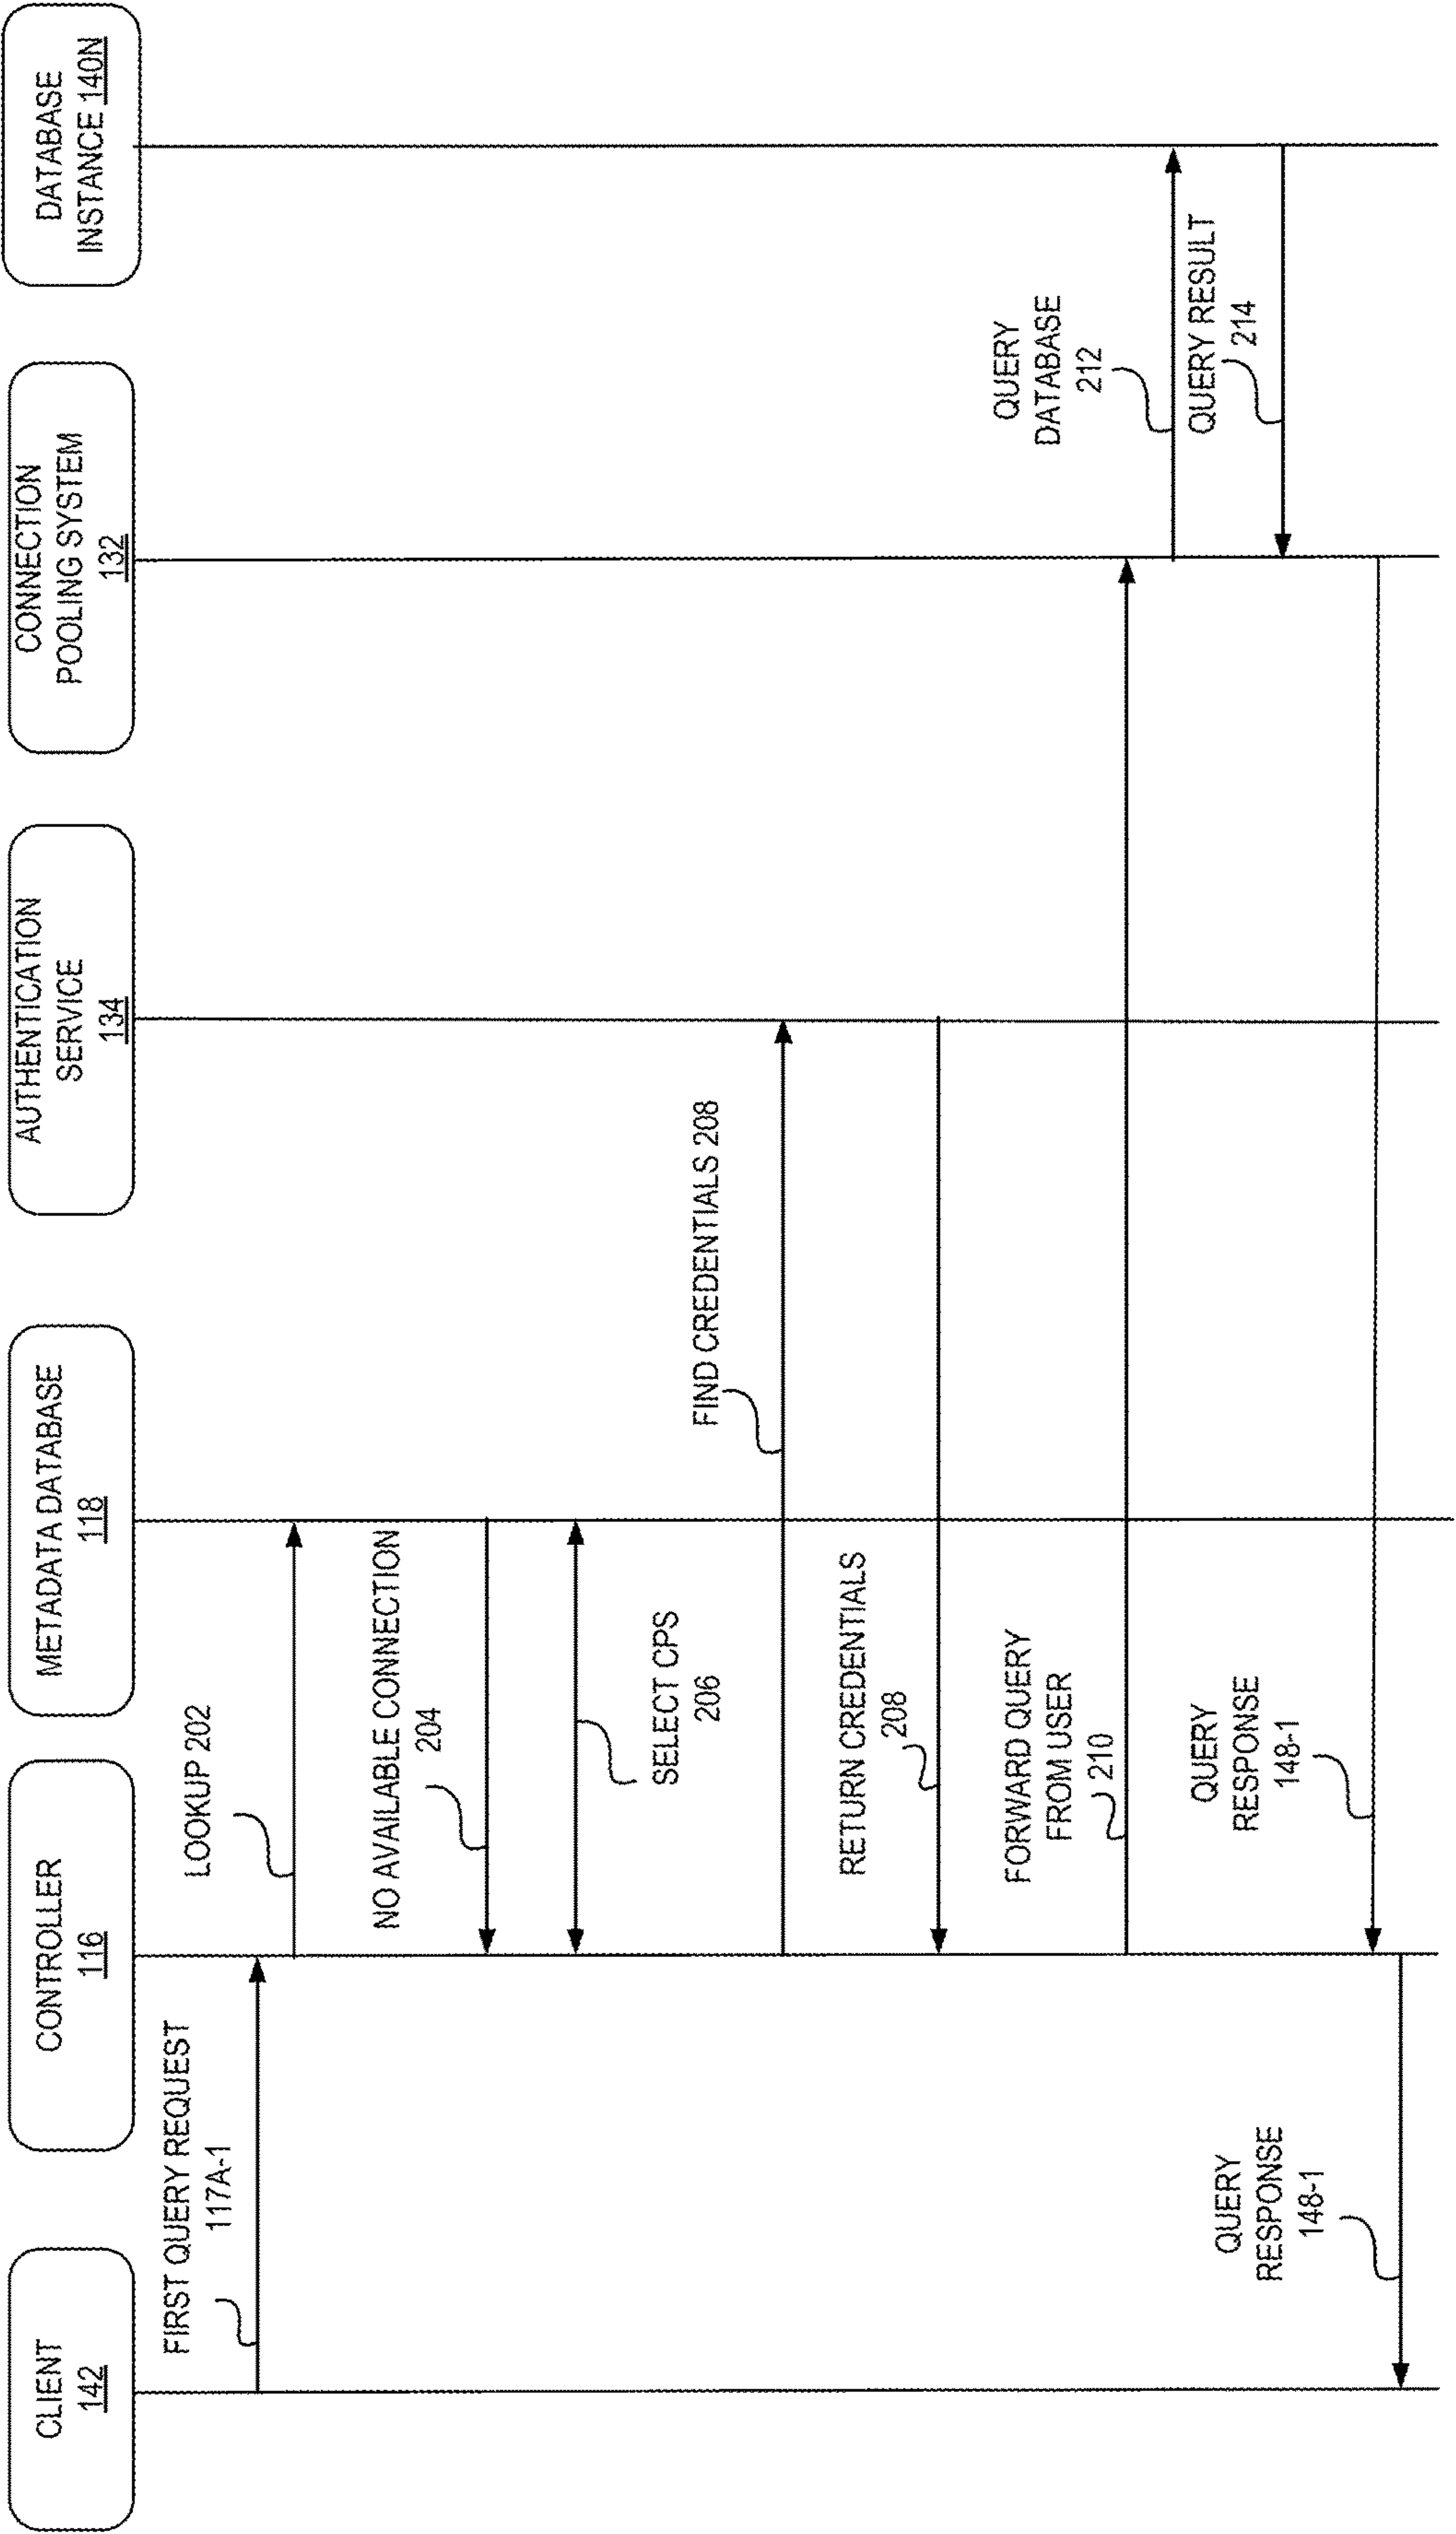 CLIENT
142
CONTROLLER
116
METADATA DATABASE
118
AUTHENTICATION
SERVICE
134
CONNECTION
POOLING SYSTEM
132
DATABASE
INSTANCE 140N
FIRST QUERY REQUEST
117A-1
LOOKUP 202
NO AVAILABLE CONNECTION
204
SELECT CPS
206
FIND CREDENTIALS 208
RETURN CREDENTIALS
208
FORWARD QUERY
FROM USER
210
QUERY
DATABASE
212
QUERY RESULT
214
QUERY
RESPONSE
148-1
QUERY
RESPONSE
148-1